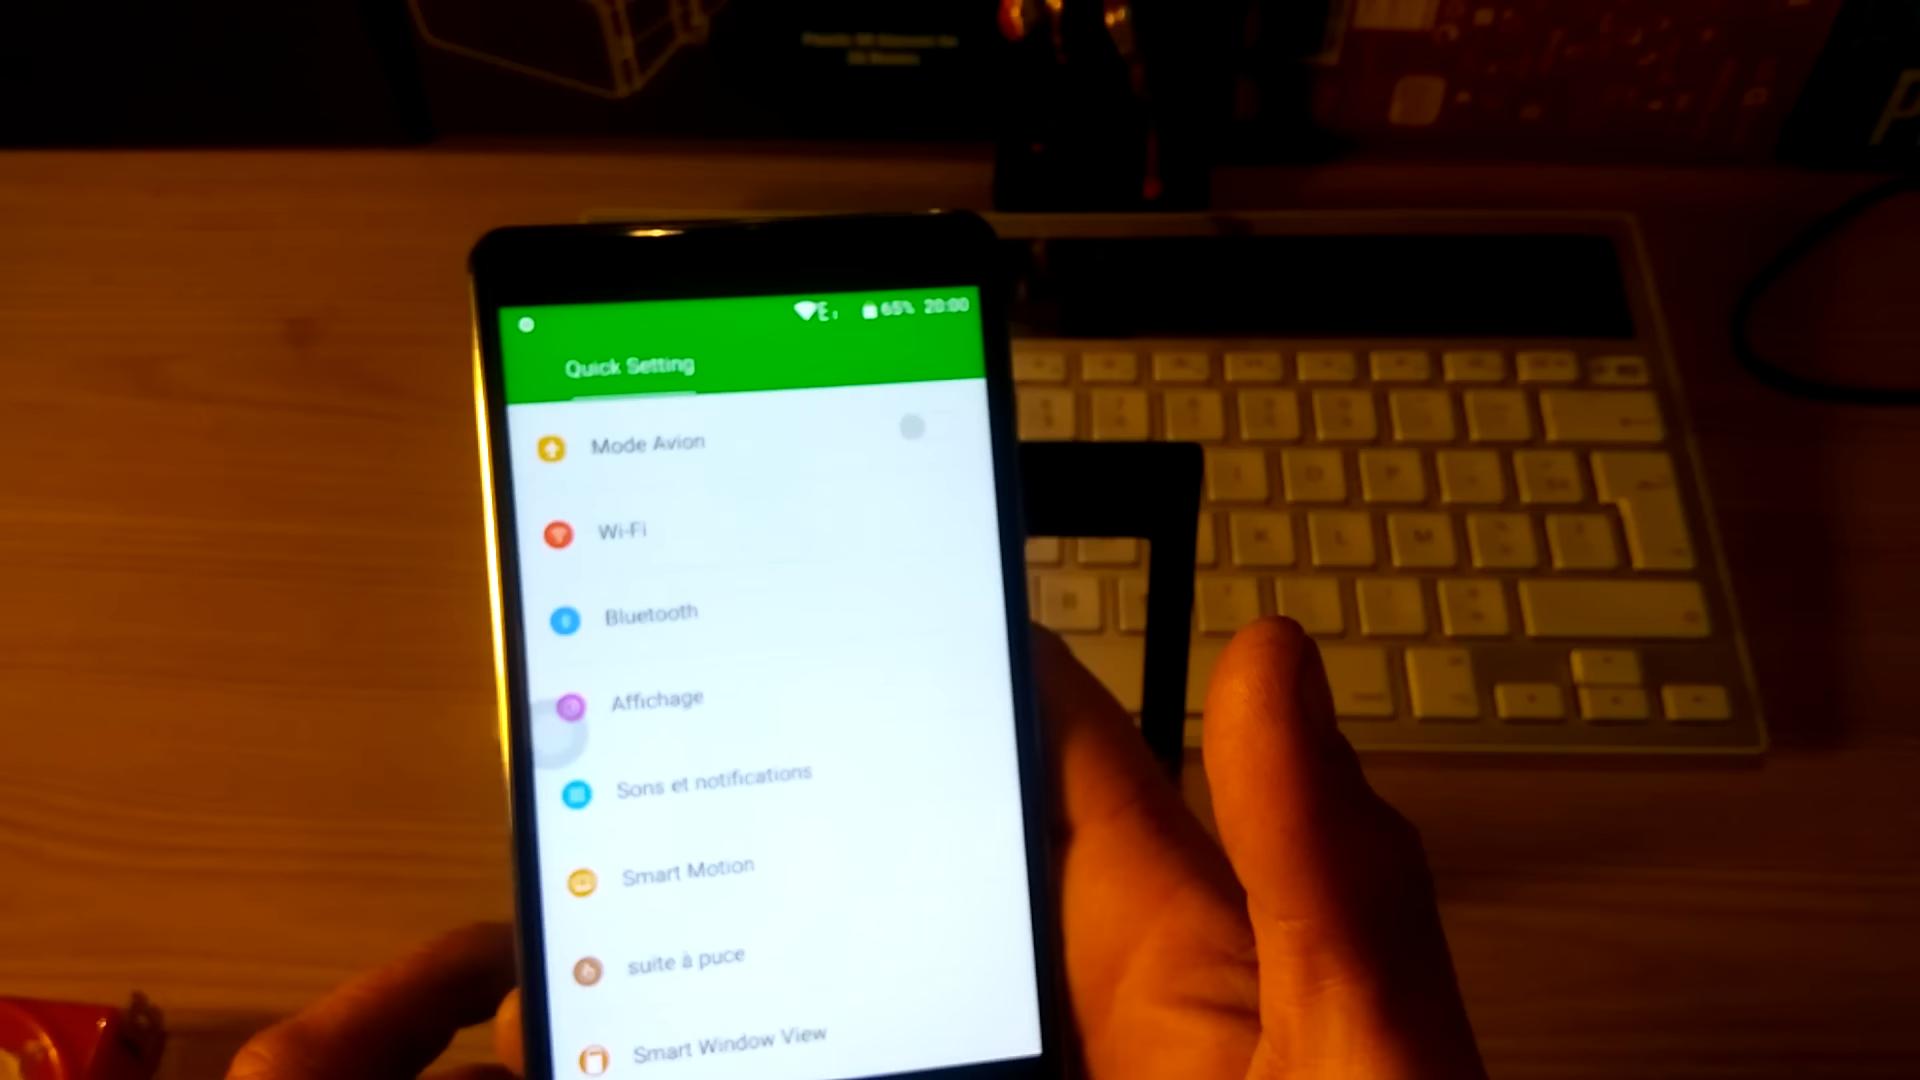 E 65% 20:00
Quick Setting
Mode Avion
Wi-Fi
Bluetooth
Affichage
Sons et notifications
Smart Motion
suite à puce
Smart Window View
P
K
L
M